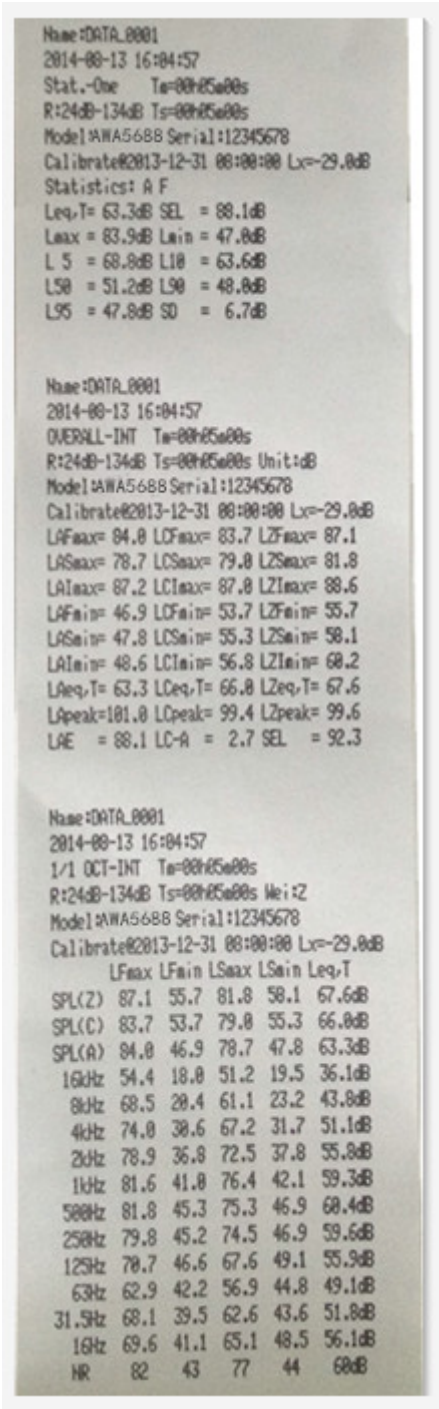 Name:DATA_0001
2014-08-13 16:04:57
Stat.-One Tm=00h05m00s
R:24dB-134dB Ts=00h05m00s
Model:AWA5688 Serial:12345678
Calibrate@2013-12-31 08:00:00 Lx=-29.0dB
Statistics: A F
Leq,T= 63.3dB SEL = 88.1dB
Lmax = 83.9dB Lmin = 47.0dB
L 5 = 68.8dB L10 = 63.6dB
L50 = 51.2dB L90 = 48.0dB
L95 = 47.8dB SD = 6.7dB
Name:DATA_0001
2014-08-13 16:04:57
OVERALL-INT Tm=00h05m00s
R:24dB-134dB Ts=00h05m00s Unit:dB
Model:AWA5688 Serial:12345678
Calibrate@2013-12-31 08:00:00 Lx=-29.0dB
LAFmax= 84.0 LCFmax= 83.7 LZFmax= 87.1
LASmax= 78.7 LCSmax= 79.0 LZSmax= 81.8
LAImax= 87.2 LCImax= 87.0 LZImax= 88.6
LAFmin= 46.9 LCFmin= 53.7 LZFmin= 55.7
LASmin= 47.8 LCSmin= 55.3 LZSmin= 58.1
LAImin= 48.6 LCImin= 56.8 LZImin= 60.2
LAeq,T= 63.3 LCeq,T= 66.0 LZeq,T= 67.6
LApeak=101.0 LCpeak= 99.4 LZpeak= 99.6
LAE = 88.1 LC-A = 2.7 SEL = 92.3
Name:DATA_0001
2014-08-13 16:04:57
1/1 OCT-INT Tm=00h05m00s
R:24dB-134dB Ts=00h05m00s Wei:Z
Model:AWA5688 Serial:12345678
Calibrate@2013-12-31 08:00:00 Lx=-29.0dB
LFmax LFmin LSmax LSmin Leq,T
SPL(Z) 87.1 55.7 81.8 58.1 67.6dB
SPL(C) 83.7 53.7 79.0 55.3 66.0dB
SPL(A) 84.0 46.9 78.7 47.8 63.3dB
16kHz 54.4 18.0 51.2 19.5 36.1dB
8kHz 68.5 20.4 61.1 23.2 43.8dB
4kHz 74.0 30.6 67.2 31.7 51.1dB
2kHz 78.9 36.8 72.5 37.8 55.8dB
1kHz 81.6 41.0 76.4 42.1 59.3dB
500Hz 81.8 45.3 75.3 46.9 60.4dB
250Hz 79.8 45.2 74.5 46.9 59.6dB
125Hz 70.7 46.6 67.6 49.1 55.9dB
63Hz 62.9 42.2 56.9 44.8 49.1dB
31.5Hz 68.1 39.5 62.6 43.6 51.8dB
16Hz 69.6 41.1 65.1 48.5 56.1dB
NR 82 43 77 44 60dB